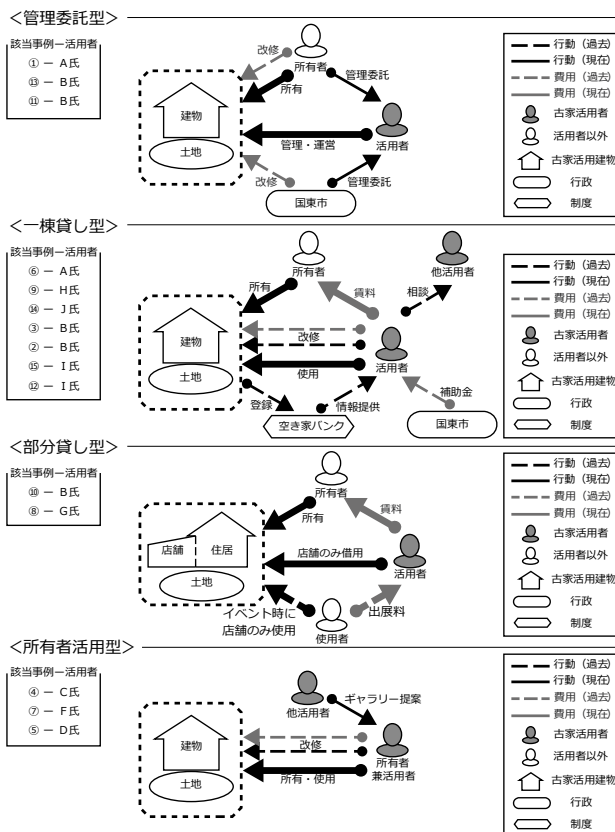 ＜管理委託型＞
該当事例ー活用者
① ー A氏
⑬ ー B氏
⑪ ー B氏
改修
所有者
所有
管理委託
建物
土地
管理・運営
活用者
改修
管理委託
国東市
行動（過去）
行動（現在）
費用（過去）
費用（現在）
古家活用者
活用者以外
古家活用建物
行政
制度
＜一棟貸し型＞
該当事例ー活用者
⑥ ー A氏
⑨ ー H氏
⑭ ー J氏
③ ー B氏
② ー B氏
⑮ ー I氏
⑫ ー I氏
所有者
他活用者
所有
賃料
相談
建物
土地
改修
使用
活用者
登録
情報提供
補助金
空き家バンク
国東市
行動（過去）
行動（現在）
費用（過去）
費用（現在）
古家活用者
活用者以外
古家活用建物
行政
制度
＜部分貸し型＞
該当事例ー活用者
⑩ ー B氏
⑧ ー G氏
所有者
所有
賃料
店舗
住居
土地
店舗のみ借用
活用者
イベント時に
店舗のみ使用
使用者
出展料
行動（過去）
行動（現在）
費用（過去）
費用（現在）
古家活用者
活用者以外
古家活用建物
行政
制度
＜所有者活用型＞
該当事例ー活用者
④ ー C氏
⑦ ー F氏
⑤ ー D氏
他活用者
ギャラリー提案
建物
土地
改修
所有・使用
所有者
兼活用者
行動（過去）
行動（現在）
費用（過去）
費用（現在）
古家活用者
活用者以外
古家活用建物
行政
制度